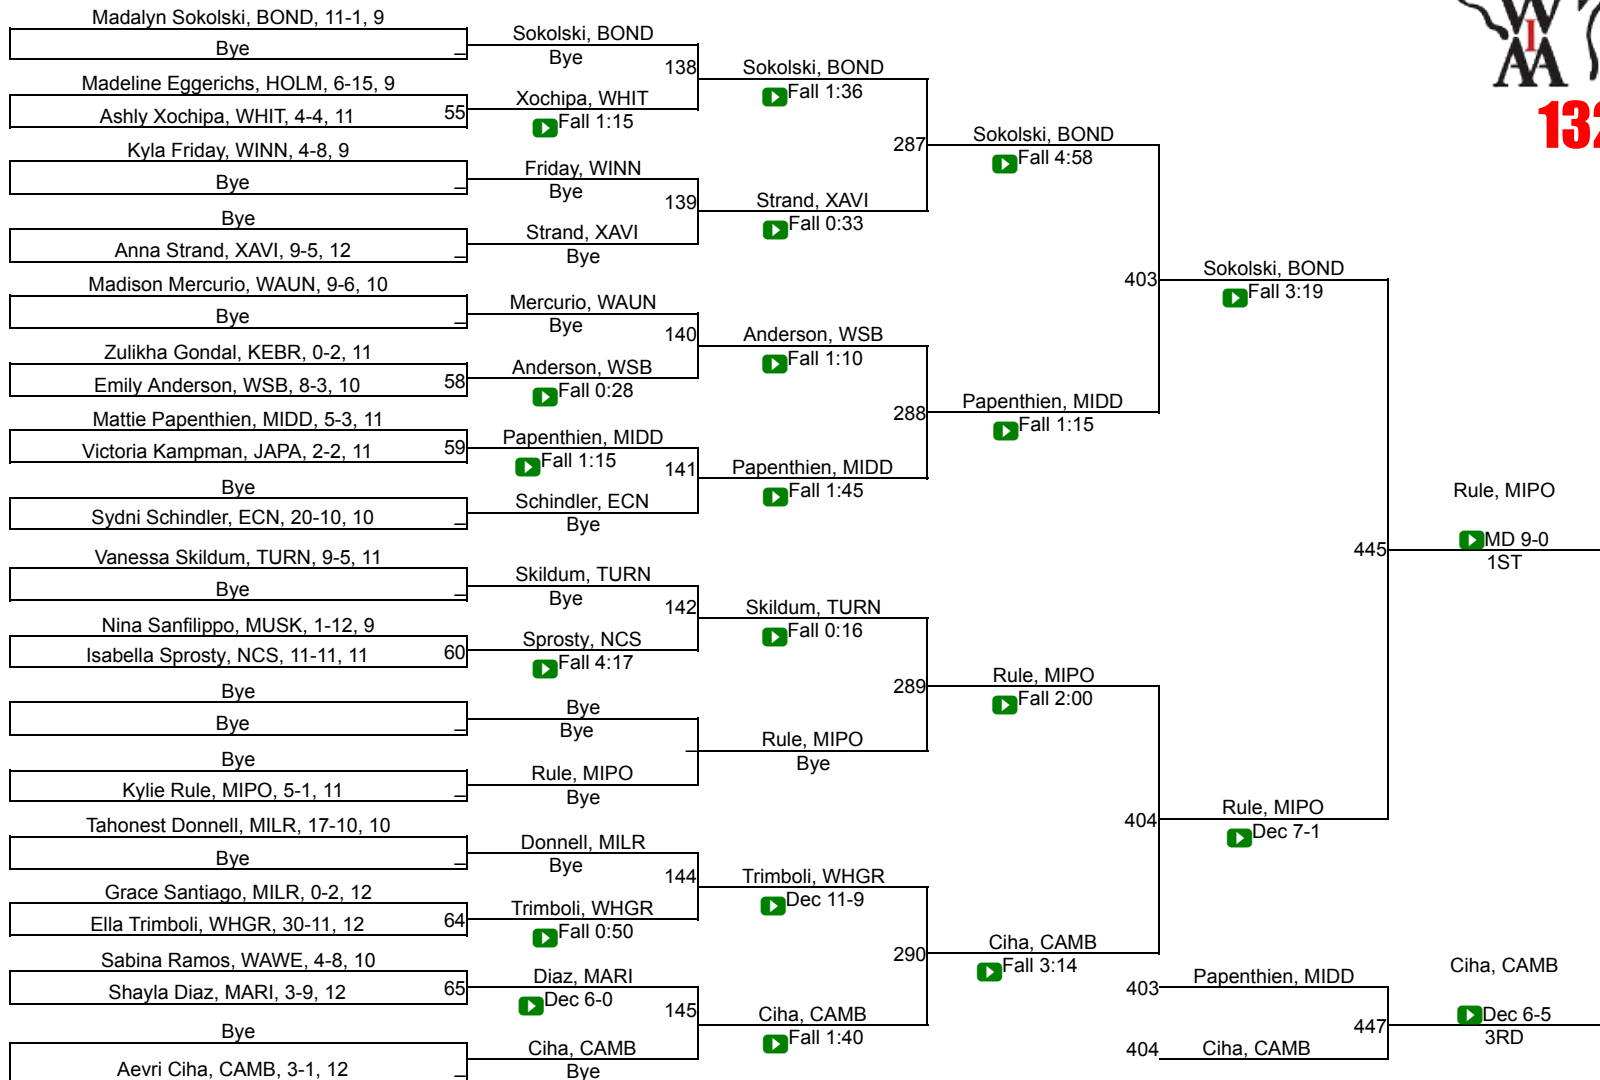 Madalyn Sokolski, BOND, 11-1, 9
Bye
Madeline Eggerichs, HOLM, 6-15, 9
Ashly Xochipa, WHIT, 4-4, 11
55
Kyla Friday, WINN, 4-8, 9
Bye
Bye
Anna Strand, XAVI, 9-5, 12
Madison Mercurio, WAUN, 9-6, 10
Bye
Zulikha Gondal, KEBR, 0-2, 11
Emily Anderson, WSB, 8-3, 10
58
Mattie Papenthien, MIDD, 5-3, 11
Victoria Kampman, JAPA, 2-2, 11
59
Bye
Sydni Schindler, ECN, 20-10, 10
Vanessa Skildum, TURN, 9-5, 11
Bye
Nina Sanfilippo, MUSK, 1-12, 9
Isabella Sprosty, NCS, 11-11, 11
60
Bye
Bye
Bye
Kylie Rule, MIPO, 5-1, 11
Tahonest Donnell, MILR, 17-10, 10
Bye
Grace Santiago, MILR, 0-2, 12
Ella Trimboli, WHGR, 30-11, 12
64
Sabina Ramos, WAWE, 4-8, 10
Shayla Diaz, MARI, 3-9, 12
65
Bye
Aevri Ciha, CAMB, 3-1, 12
Sokolski, BOND
Bye
138
Xochipa, WHIT
Fall 1:15
Friday, WINN
Bye
139
Strand, XAVI
Bye
Mercurio, WAUN
Bye
140
Anderson, WSB
Fall 0:28
Papenthien, MIDD
Fall 1:15
141
Schindler, ECN
Bye
Skildum, TURN
Bye
142
Sprosty, NCS
Fall 4:17
Bye
Bye
Rule, MIPO
Bye
Donnell, MILR
Bye
144
Trimboli, WHGR
Fall 0:50
Diaz, MARI
Dec 6-0
145
Ciha, CAMB
Bye
Sokolski, BOND
Fall 1:36
287
Strand, XAVI
Fall 0:33
Anderson, WSB
Fall 1:10
288
Papenthien, MIDD
Fall 1:45
Skildum, TURN
Fall 0:16
289
Rule, MIPO
Bye
Trimboli, WHGR
Dec 11-9
290
Ciha, CAMB
Fall 1:40
Sokolski, BOND
Fall 4:58
403
Papenthien, MIDD
Fall 1:15
Rule, MIPO
Fall 2:00
404
Ciha, CAMB
Fall 3:14
Sokolski, BOND
Fall 3:19
445
Rule, MIPO
Dec 7-1
403
Papenthien, MIDD
447
404
Ciha, CAMB
WIAA
132
Rule, MIPO
MD 9-0
1ST
Ciha, CAMB
Dec 6-5
3RD